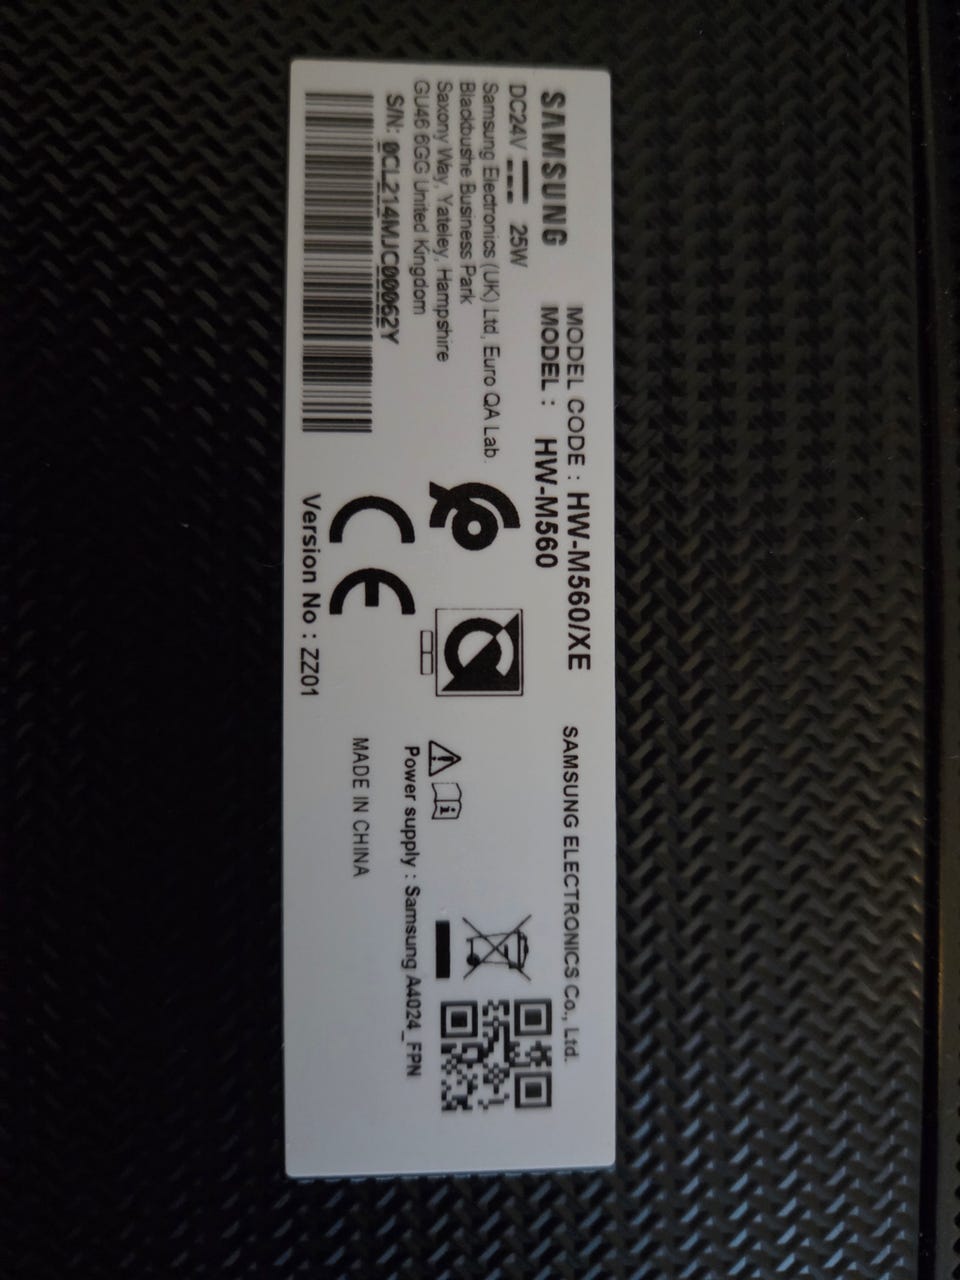 SAMSUNG
MODEL CODE : HW-M560/XE
MODEL : HW-M560
SAMSUNG ELECTRONICS Co., Ltd.
DC24V 25W
Samsung Electronics (UK) Ltd, Euro QA Lab.
Blackbushe Business Park
Saxony Way, Yateley, Hampshire
GU46 6GG United Kingdom
S/N: 0CL214MJC00062Y
CE
Version No : ZZ01
Power supply : Samsung A4024_FPN
MADE IN CHINA